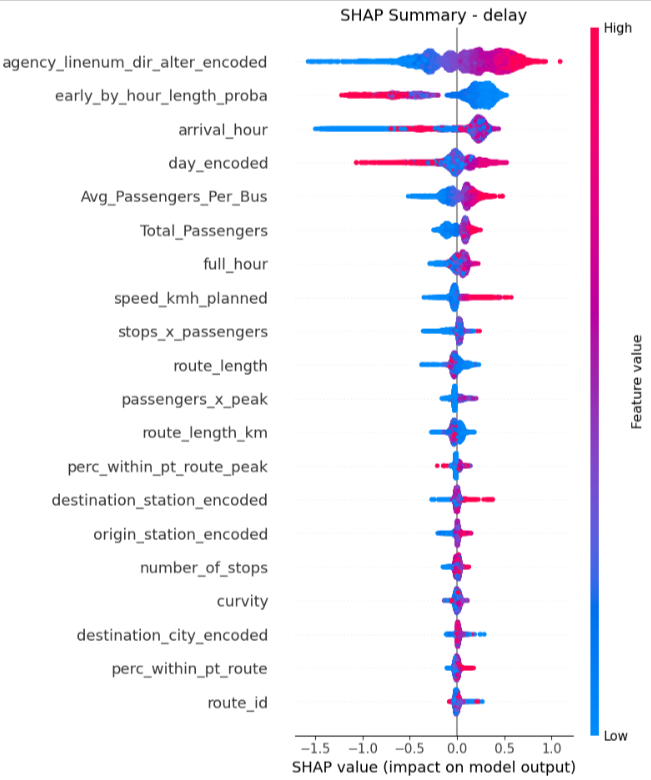 SHAP Summary - delay
High
agency_linenum_dir_alter_encoded
early_by_hour_length_proba
arrival_hour
day_encoded
Avg_Passengers_Per_Bus
Total_Passengers
full_hour
speed_kmh_planned
stops_x_passengers
route_length
passengers_x_peak
route_length_km
perc_within_pt_route_peak
destination_station_encoded
origin_station_encoded
number_of_stops
curvity
destination_city_encoded
perc_within_pt_route
route_id
Feature value
Low
−1.5 −1.0 −0.5 0.0 0.5 1.0
SHAP value (impact on model output)